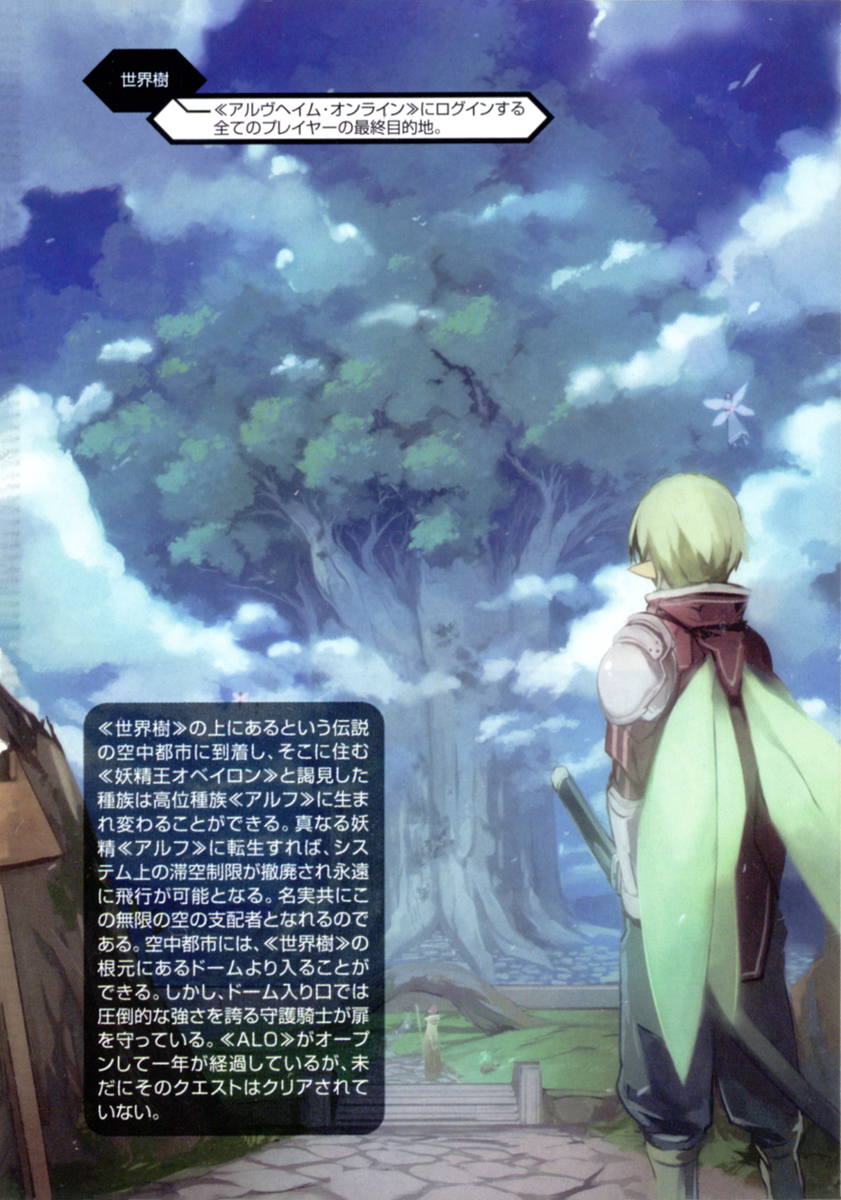 世界樹
≪アルヴヘイム・オンライン≫にログインする
全てのプレイヤーの最終目的地。
≪世界樹≫の上にあるという伝説
の空中都市に到着し、そこに住む
≪妖精王オベイロン≫と謁見した
種族は高位種族≪アルフ≫に生ま
れ変わることができる。真なる妖
精≪アルフ≫に転生すれば、シス
テム上の滞空制限が撤廃され永遠
に飛行が可能となる。名実共にこ
の無限の空の支配者となれるので
ある。空中都市には、≪世界樹≫の
根元にあるドームより入ることが
できる。しかし、ドーム入り口では
圧倒的な強さを誇る守護騎士が扉
を守っている。≪ALO≫がオープ
ンして一年が経過しているが、未
だにそのクエストはクリアされて
いない。